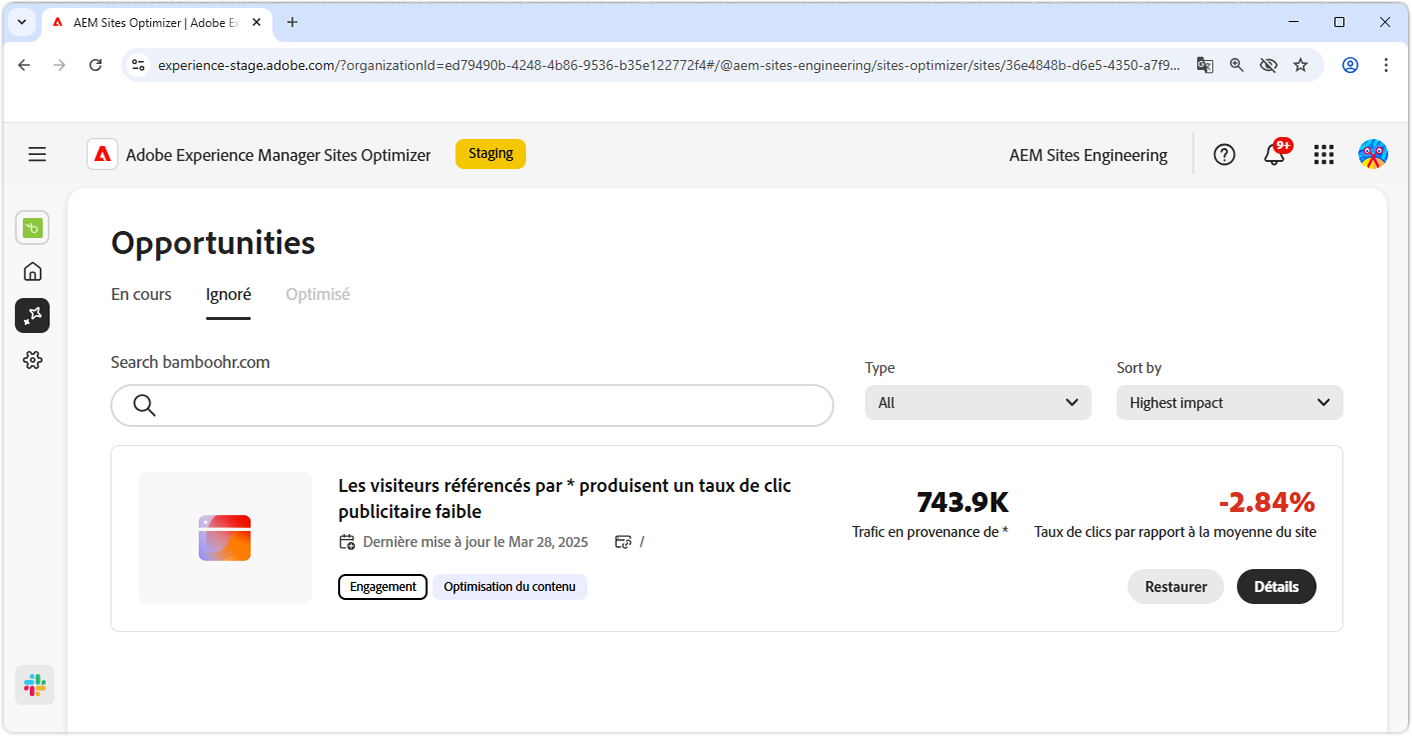 AEM Sites Optimizer | Adobe Ex
experience-stage.adobe.com/?organizationId=ed79490b-4248-4b86-9536-b35e122772f4#/@aem-sites-engineering/sites-optimizer/sites/36e4848b-d6e5-4350-a7f9...
Adobe Experience Manager Sites Optimizer
Staging
AEM Sites Engineering
9+
Opportunities
En cours
Ignoré
Optimisé
Search bamboohr.com
Type
Sort by
All
Highest impact
Les visiteurs référencés par * produisent un taux de clic
publicitaire faible
Dernière mise à jour le Mar 28, 2025
/
Engagement
Optimisation du contenu
743.9K
Trafic en provenance de *
-2.84%
Taux de clics par rapport à la moyenne du site
Restaurer
Détails